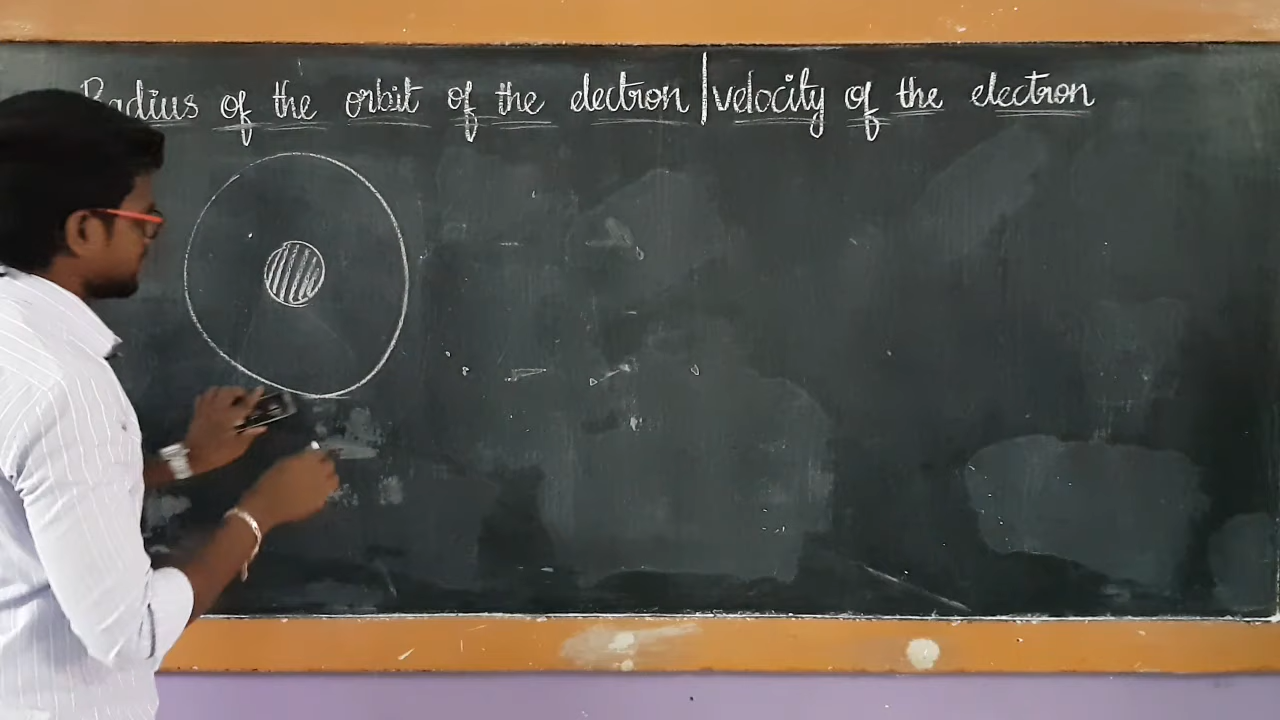 Radius of the orbit of the electron | velocity of the electron